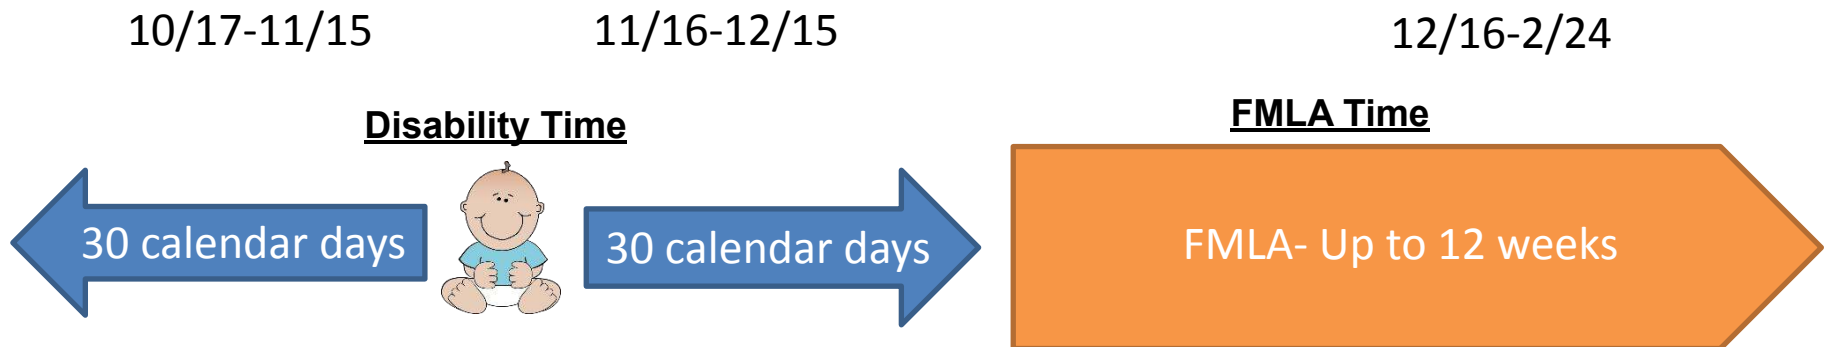 10/17-11/15
11/16-12/15
12/16-2/24
Disability Time
FMLA Time
30 calendar days
30 calendar days
FMLA- Up to 12 weeks